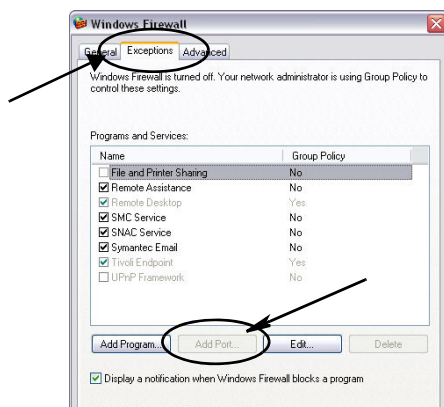 Windows Firewall
General Exceptions Advanced
Windows Firewall is turned off. Your network administrator is using Group Policy to
control these settings.
Programs and Services:
Name Group Policy
File and Printer Sharing No
Remote Assistance No
Remote Desktop Yes
SMC Service No
SNAC Service No
Symantec Email No
Tivoli Endpoint Yes
UPnP Framework No
Add Program... Add Port... Edit... Delete
Display a notification when Windows Firewall blocks a program